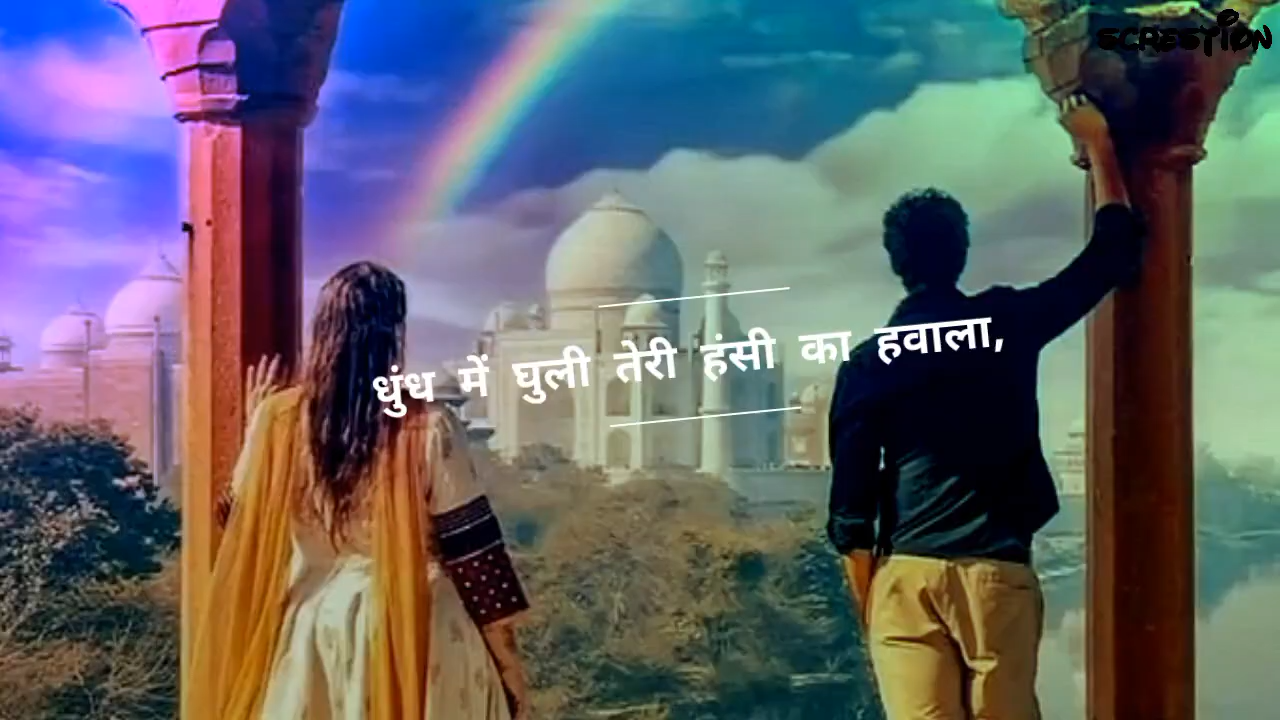 SCRESTION
धुंध में घुली तेरी हंसी का हवाला,